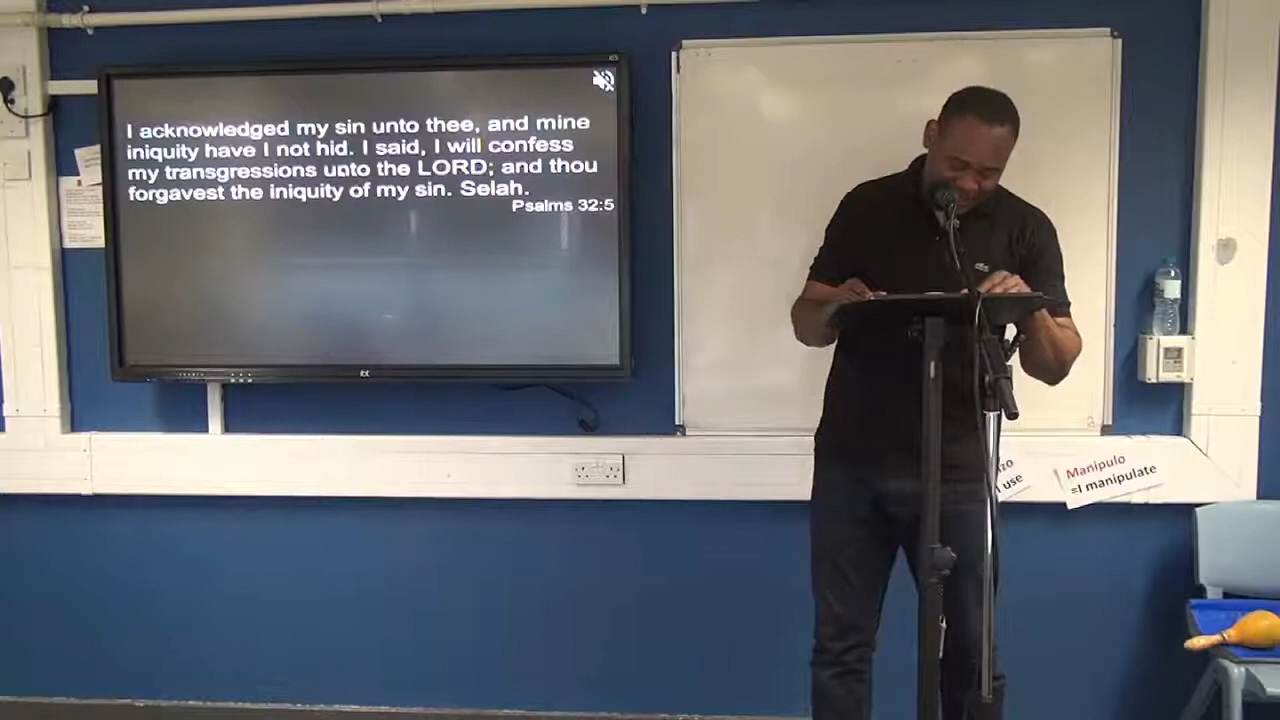 I acknowledged my sin unto thee, and mine
iniquity have I not hid. I said, I will confess
my transgressions unto the LORD; and thou
forgavest the iniquity of my sin. Selah.
Psalms 32:5
Manipulo
=I manipulate
use